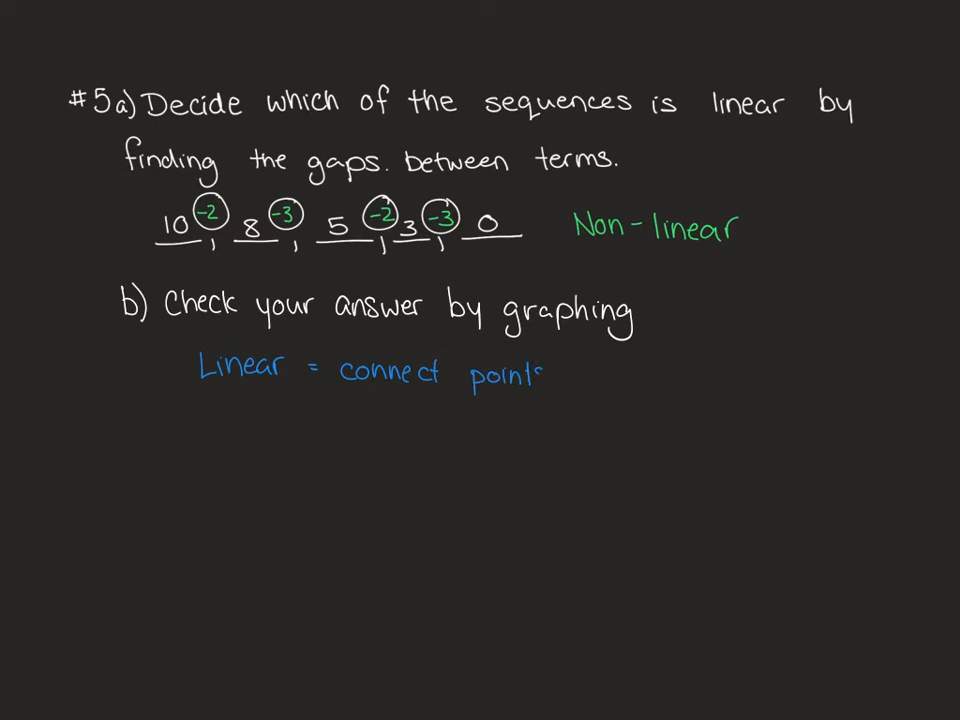 #5a) Decide which of the sequences is linear by
finding the gaps. between terms.
10 -2, 8 -3, 5 -2, 3 -3, 0 Non-linear
b) Check your answer by graphing
Linear = connect points